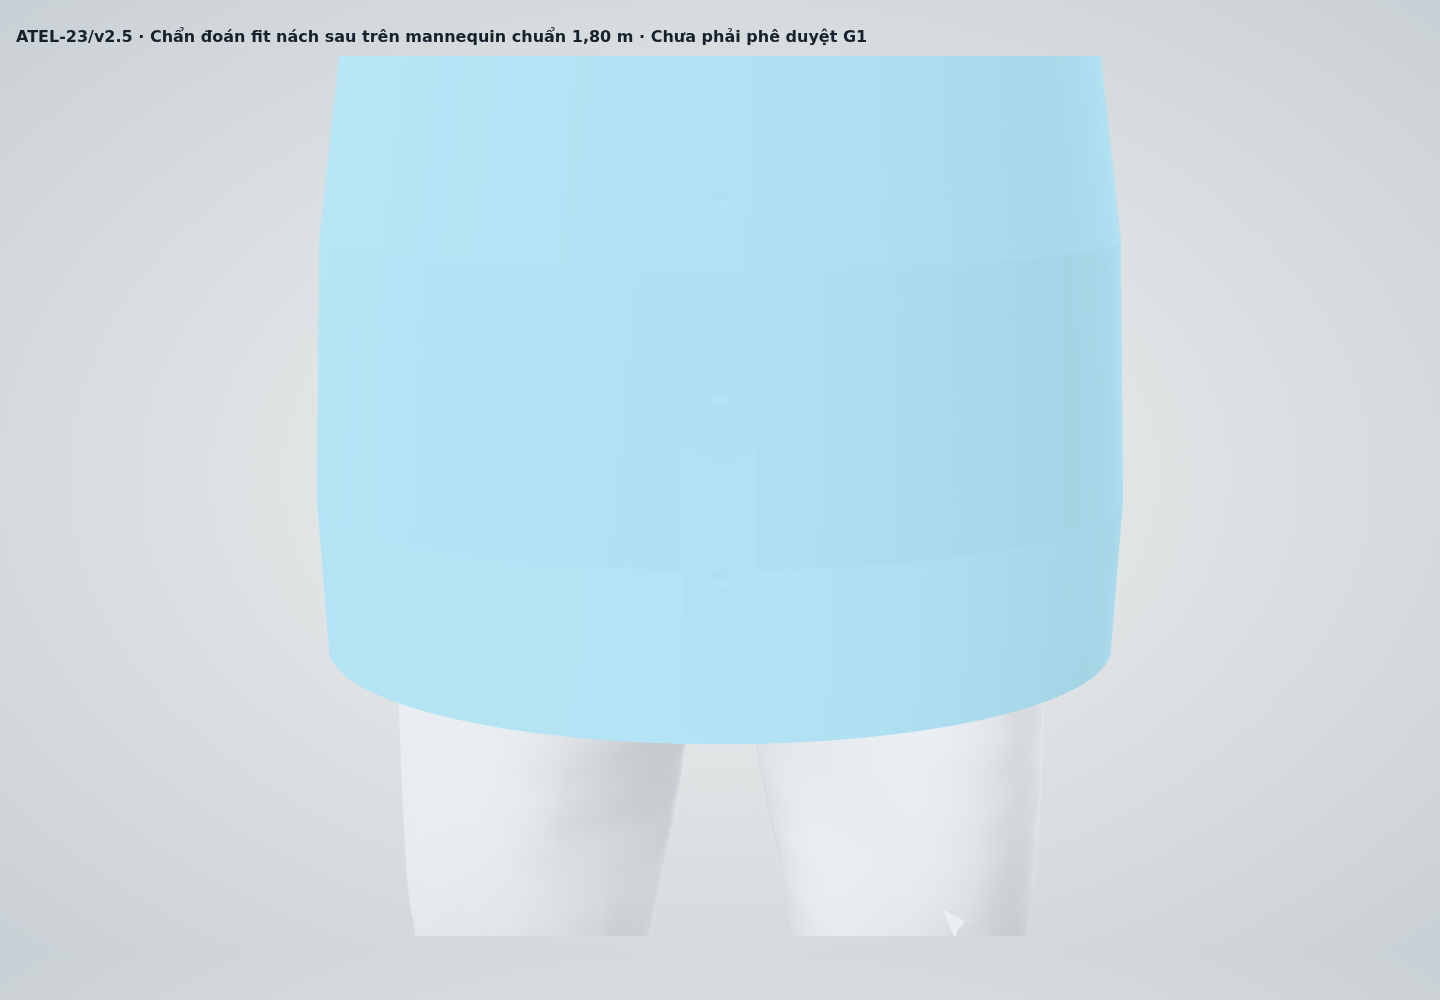 ATEL-23/v2.5 · Chẩn đoán fit nách sau trên mannequin chuẩn 1,80 m · Chưa phải phê duyệt G1